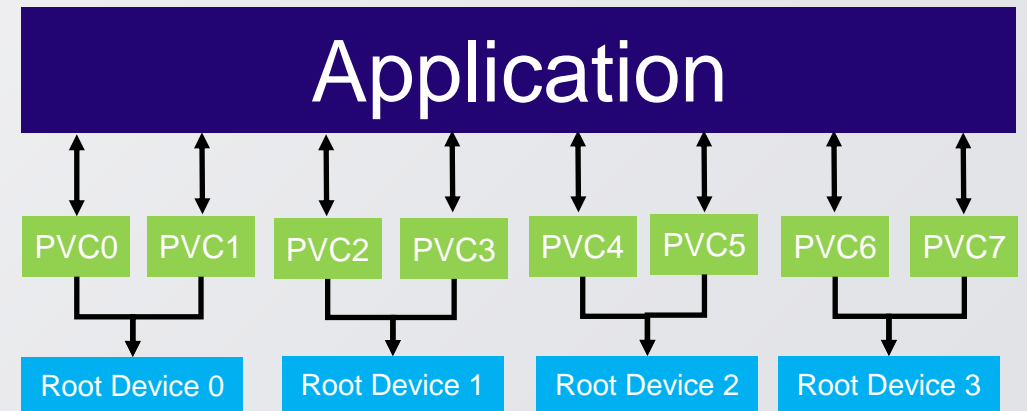 Application
PVC0 PVC1 PVC2 PVC3 PVC4 PVC5 PVC6 PVC7
Root Device 0 Root Device 1 Root Device 2 Root Device 3